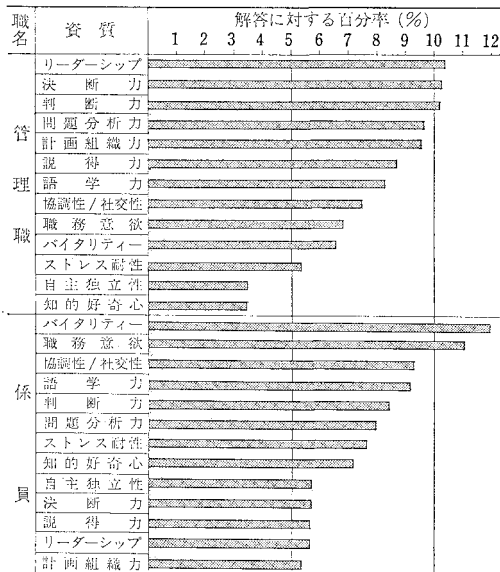 職名 資質 解答に対する百分率(%)
1 2 3 4 5 6 7 8 9 10 11 12
管理職
リーダーシップ
決断力
判断力
問題分析力
計画組織力
説得力
語学力
協調性/社交性
職務意欲
バイタリティー
ストレス耐性
自主独立性
知的好奇心
係員
バイタリティー
職務意欲
協調性/社交性
語学力
判断力
問題分析力
ストレス耐性
知的好奇心
自主独立性
決断力
説得力
リーダーシップ
計画組織力